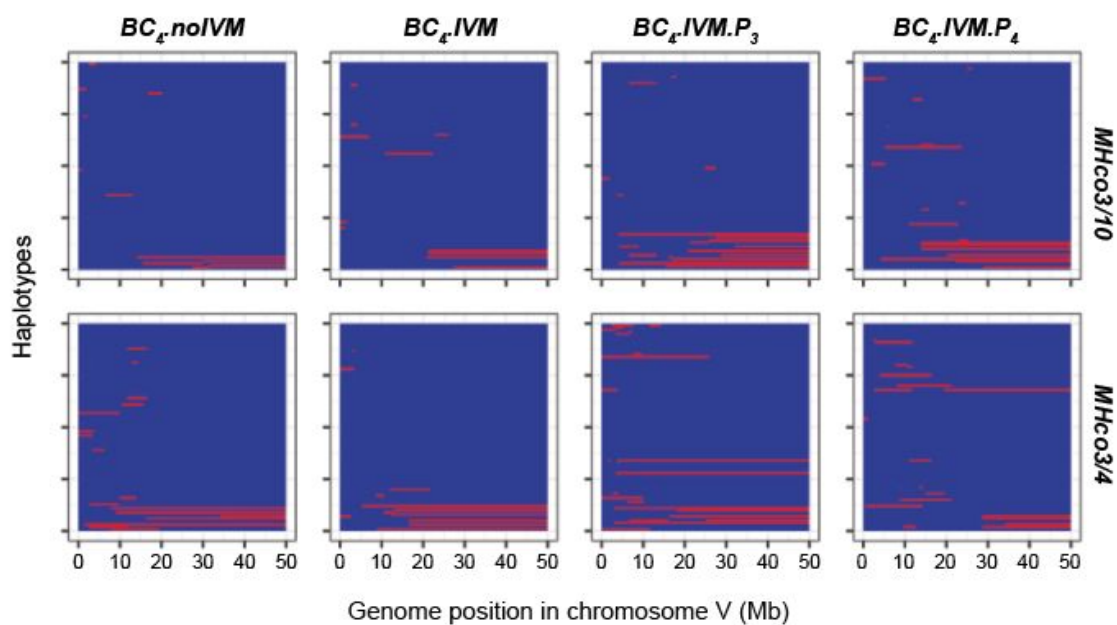 BC₄.noIVM BC₄.IVM BC₄.IVM.P₃ BC₄.IVM.P₄
MHco3/10
Haplotypes
MHco3/4
0 10 20 30 40 50 0 10 20 30 40 50 0 10 20 30 40 50 0 10 20 30 40 50
Genome position in chromosome V (Mb)